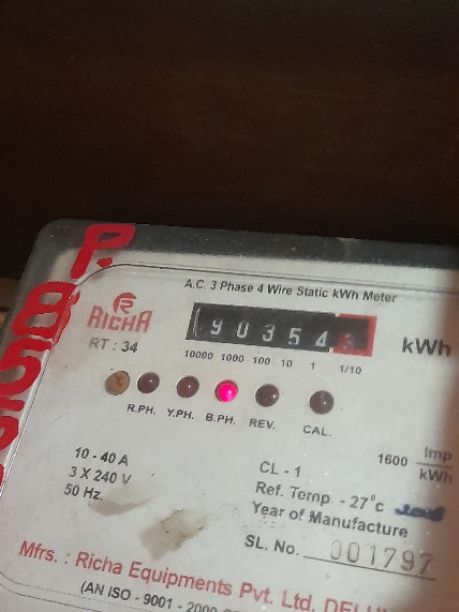 P.
A.C. 3 Phase 4 Wire Static kWh Meter
RICHA
RT : 34
90354 kWh
10000 1000 100 10 1 1/10
R.PH. Y.PH. B.PH. REV. CAL.
10 - 40 A
3 X 240 V
50 Hz.
1600 Imp
kWh
CL - 1
Ref. Temp - 27°c
Year of Manufacture
SL. No. 001797
Mfrs. : Richa Equipments Pvt. Ltd.
(AN ISO - 9001 -